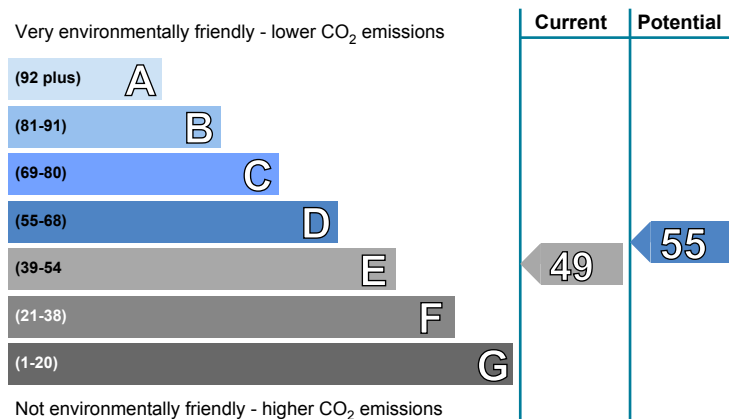 Current Potential
Very environmentally friendly - lower CO₂ emissions
(92 plus) A
(81-91) B
(69-80) C
(55-68) D
55
(39-54 E
49
(21-38) F
(1-20) G
Not environmentally friendly - higher CO₂ emissions